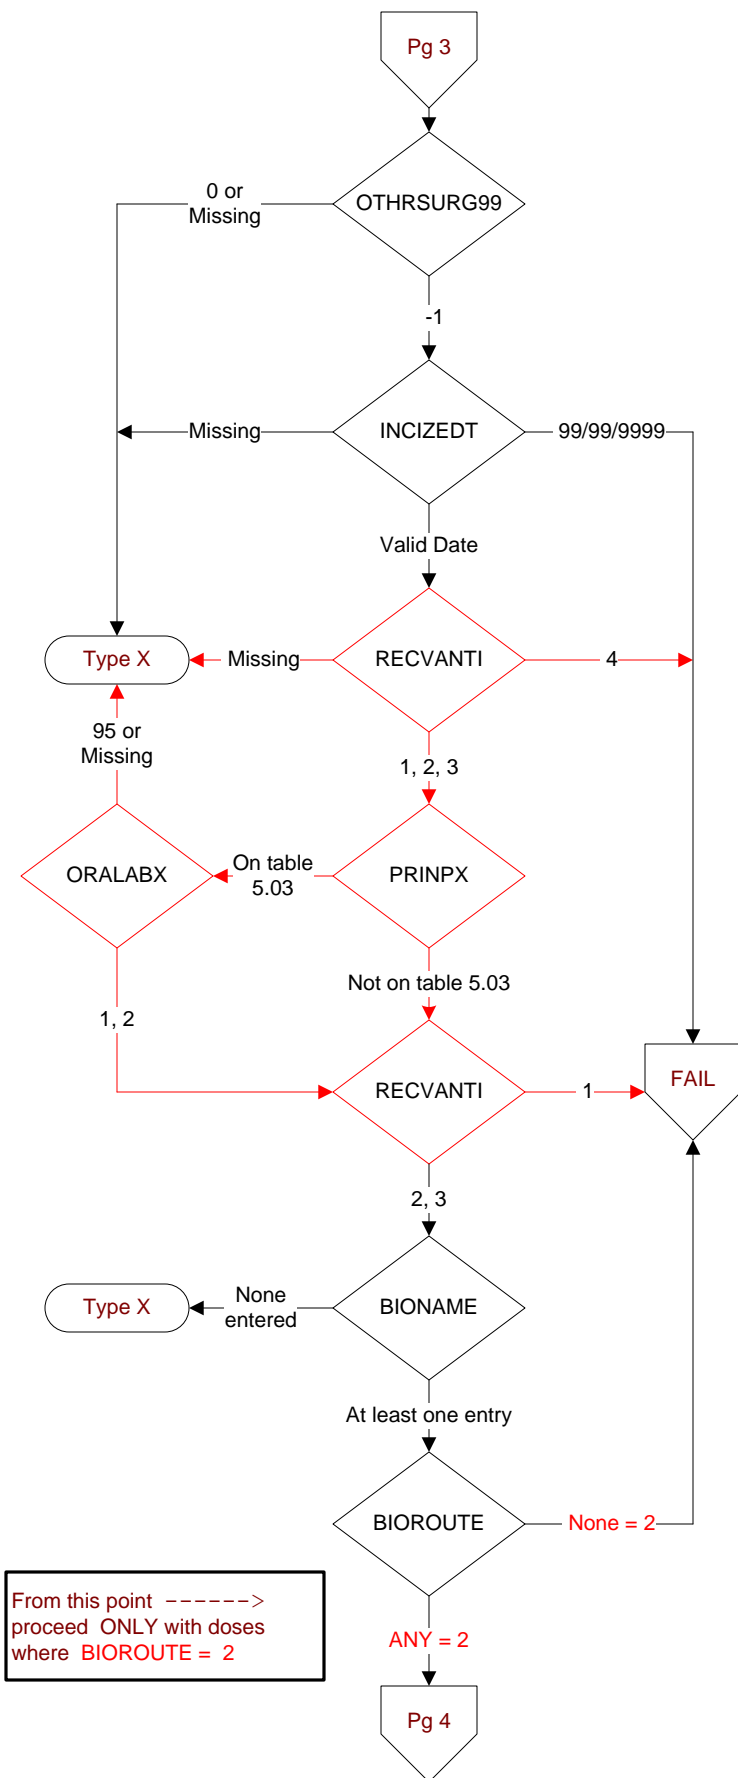 Pg 3
OTHRSURG99
0 or
Missing
-1
INCIZEDT
Missing
99/99/9999
Valid Date
RECVANTI
Missing
4
Type X
1, 2, 3
95 or
Missing
PRINPX
On table
5.03
ORALABX
Not on table 5.03
1, 2
RECVANTI
1
FAIL
2, 3
BIONAME
None
entered
Type X
At least one entry
BIOROUTE
None = 2
From this point ------>
proceed ONLY with doses
where BIOROUTE = 2
ANY = 2
Pg 4